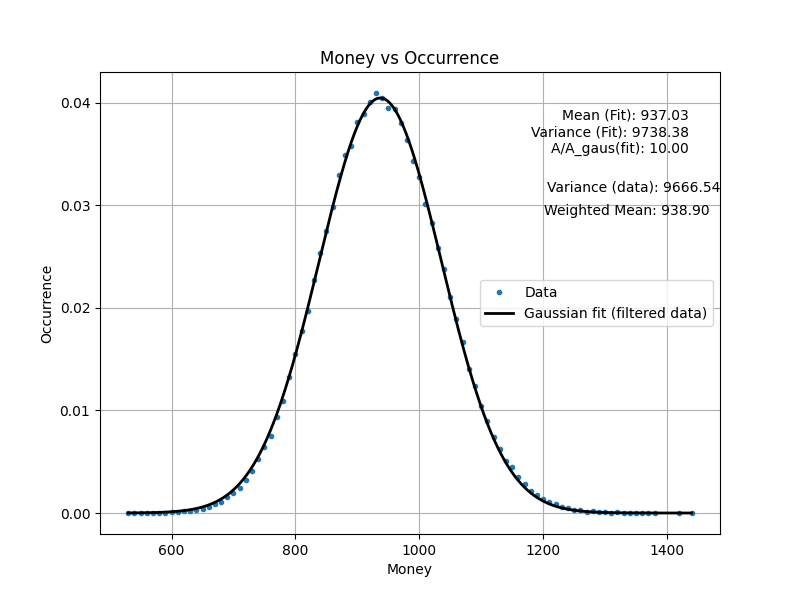 Money vs Occurrence
0.04
0.03
0.02
0.01
0.00
Occurrence
Mean (Fit): 937.03
Variance (Fit): 9738.38
A/A_gaus(fit): 10.00
Variance (data): 9666.54
Weighted Mean: 938.90
Data
Gaussian fit (filtered data)
600 800 1000 1200 1400
Money